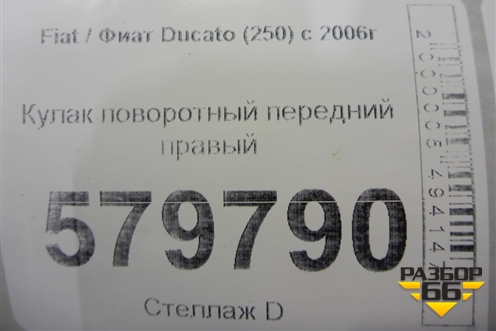 Fiat / Фиат Ducato (250) с 2006г
Кулак поворотный передний
правый
579790
Стеллаж D
РАЗБОР
66